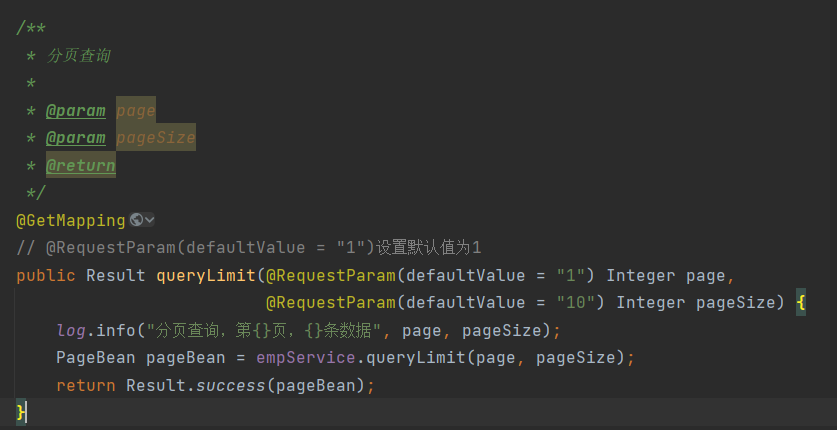 /**
 * 分页查询
 *
 * @param page
 * @param pageSize
 * @return
 */
@GetMapping
// @RequestParam(defaultValue = "1")设置默认值为1
public Result queryLimit(@RequestParam(defaultValue = "1") Integer page,
                         @RequestParam(defaultValue = "10") Integer pageSize) {
    log.info("分页查询，第{}页，{}条数据", page, pageSize);
    PageBean pageBean = empService.queryLimit(page, pageSize);
    return Result.success(pageBean);
}